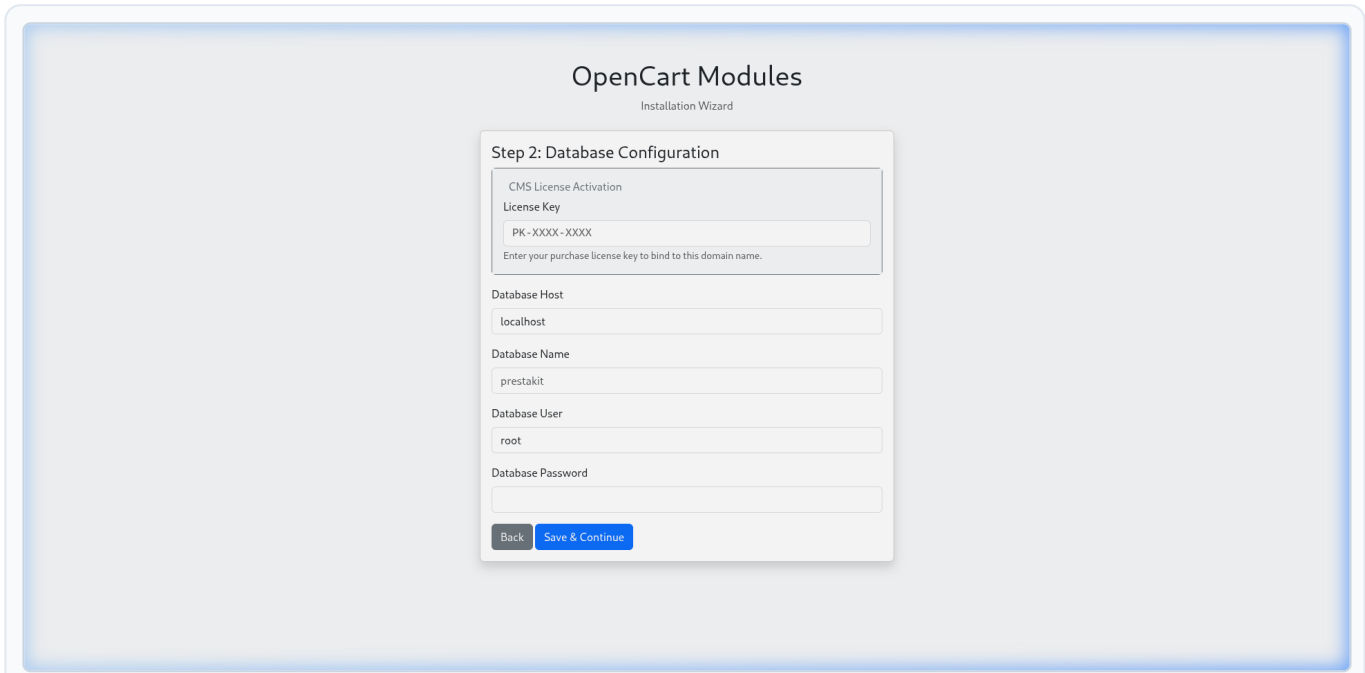 OpenCart Modules
Installation Wizard
Step 2: Database Configuration
CMS License Activation
License Key
PK-XXXX-XXXX
Enter your purchase license key to bind to this domain name.
Database Host
localhost
Database Name
prestakit
Database User
root
Database Password
Back Save & Continue